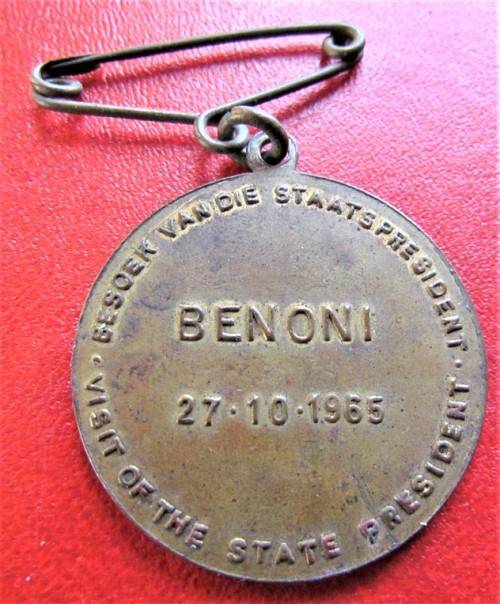 · BESOEK VAN DIE STAATSPRESIDENT ·
BENONI
27·10·1965
VISIT OF THE STATE PRESIDENT